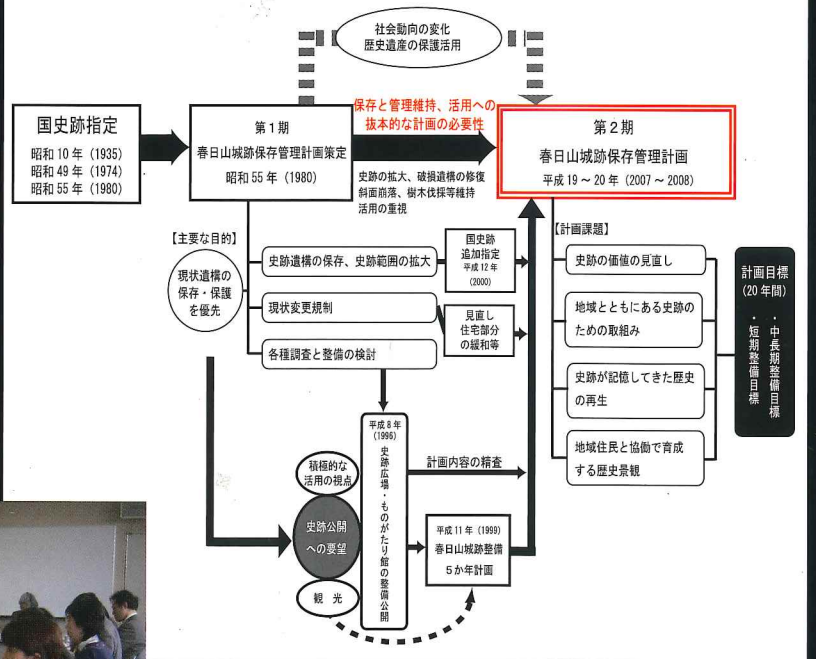 社会動向の変化
歴史遺産の保護活用
国史跡指定
昭和10年（1935）
昭和49年（1974）
昭和55年（1980）
第1期
春日山城跡保存管理計画策定
昭和55年（1980）
保存と管理維持、活用への
抜本的な計画の必要性
史跡の拡大、破損遺構の修復
斜面崩落、樹木伐採等維持
活用の重視
第2期
春日山城跡保存管理計画
平成19～20年（2007～2008）
【主要な目的】
現状遺構の
保存・保護
を優先
史跡遺構の保存、史跡範囲の拡大
現状変更規制
各種調査と整備の検討
国史跡
追加指定
平成12年
（2000）
見直し
住宅部分
の緩和等
【計画課題】
史跡の価値の見直し
地域とともにある史跡の
ための取組み
史跡が記憶してきた歴史
の再生
地域住民と協働で育成
する歴史景観
計画目標
（20年間）
・中長期整備目標
・短期整備目標
平成8年
（1996）
史跡広場・ものがたり館の整備公開
積極的な
活用の視点
史跡公開
への要望
観光
計画内容の精査
平成11年（1999）
春日山城跡整備
5か年計画